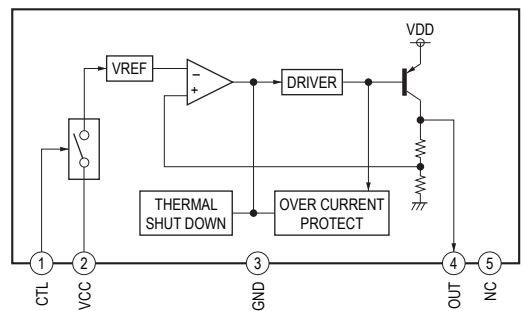 VDD
VREF
−
+
DRIVER
THERMAL
SHUT DOWN
OVER CURRENT
PROTECT
1
2
3
4
5
CTL
VCC
GND
OUT
NC